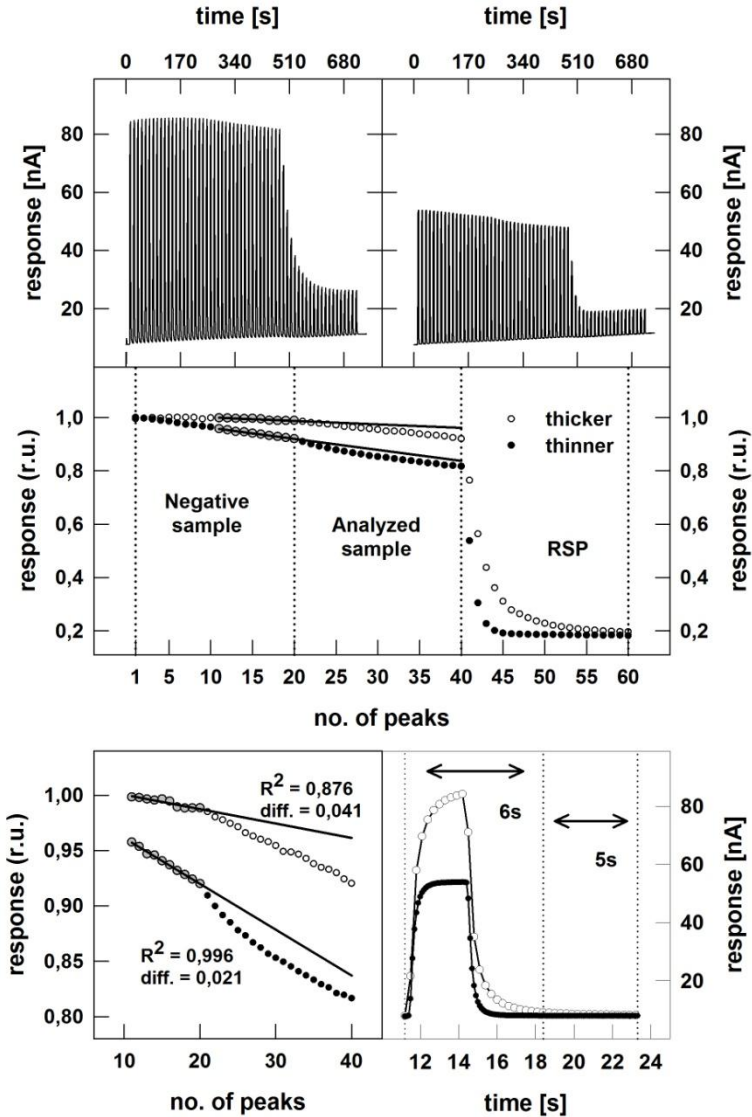 time [s]
time [s]
0 170 340 510 680
0 170 340 510 680
response [nA]
80
60
40
20
80
60
40
20
response [nA]
response (r.u.)
1,0
0,8
0,6
0,4
0,2
thicker
thinner
Negative
sample
Analyzed
sample
RSP
1,0
0,8
0,6
0,4
0,2
response (r.u.)
1 5 10 15 20 25 30 35 40 45 50 55 60
no. of peaks
response (r.u.)
1,00
0,95
0,90
0,85
0,80
R2 = 0,876
diff. = 0,041
R2 = 0,996
diff. = 0,021
10 20 30 40
no. of peaks
6s
5s
80
60
40
20
response [nA]
12 14 16 18 20 22 24
time [s]